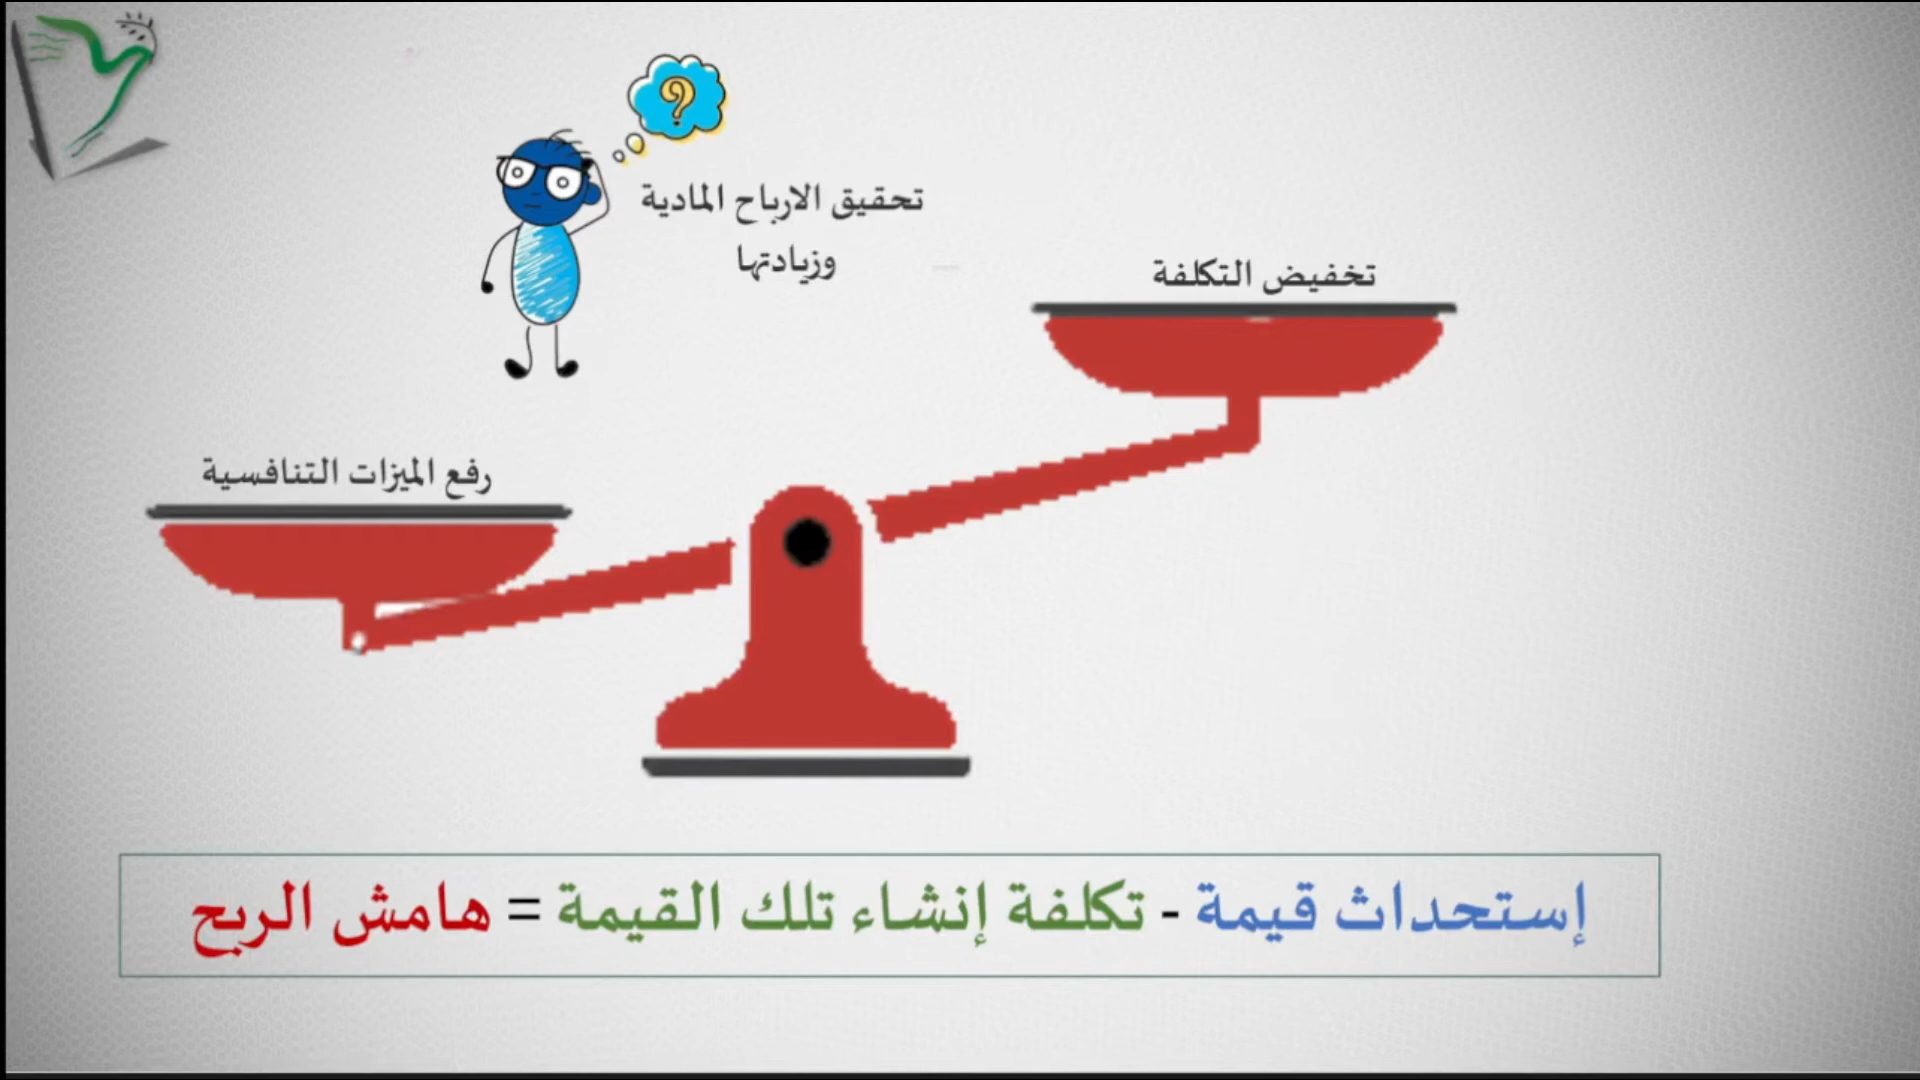 تحقيق الارباح المادية
وزيادتها
تخفيض التكلفة
رفع الميزات التنافسية
إستحداث قيمة - تكلفة إنشاء تلك القيمة = هامش الربح